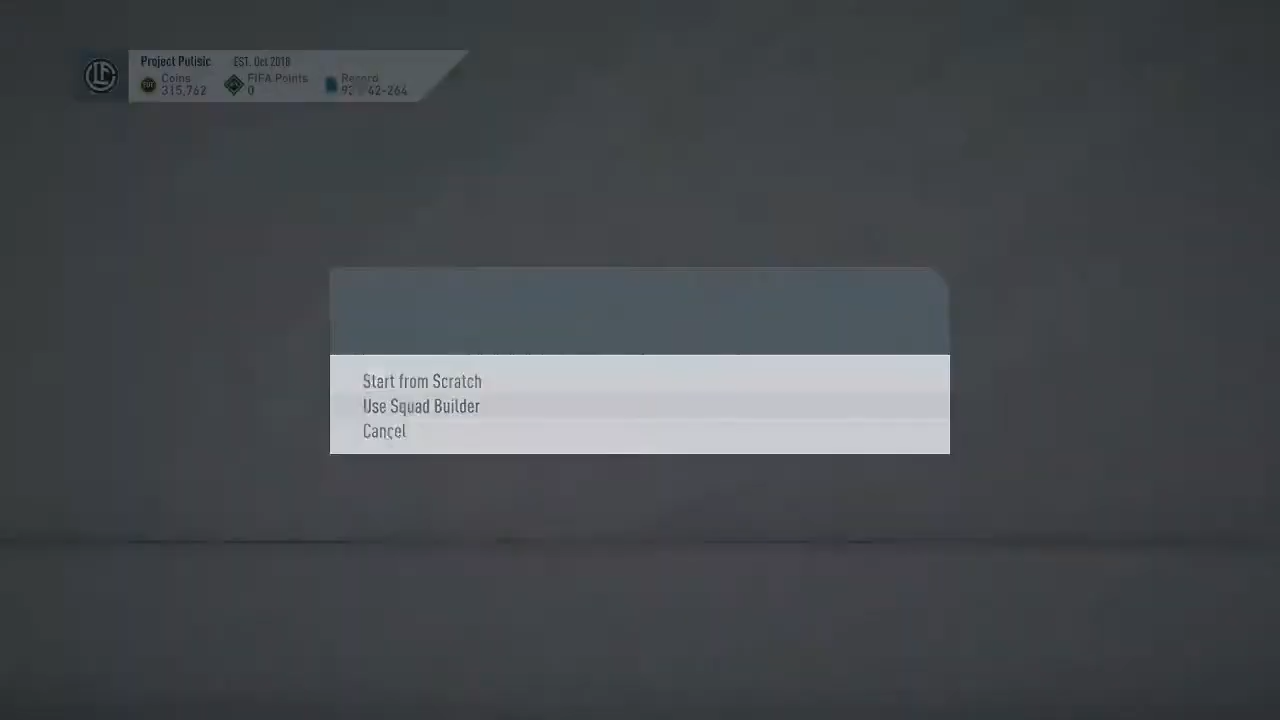 Project Pulisic EST. Oct 2018
Coins FIFA Points Record
315,762 0
Start from Scratch
Use Squad Builder
Cancel